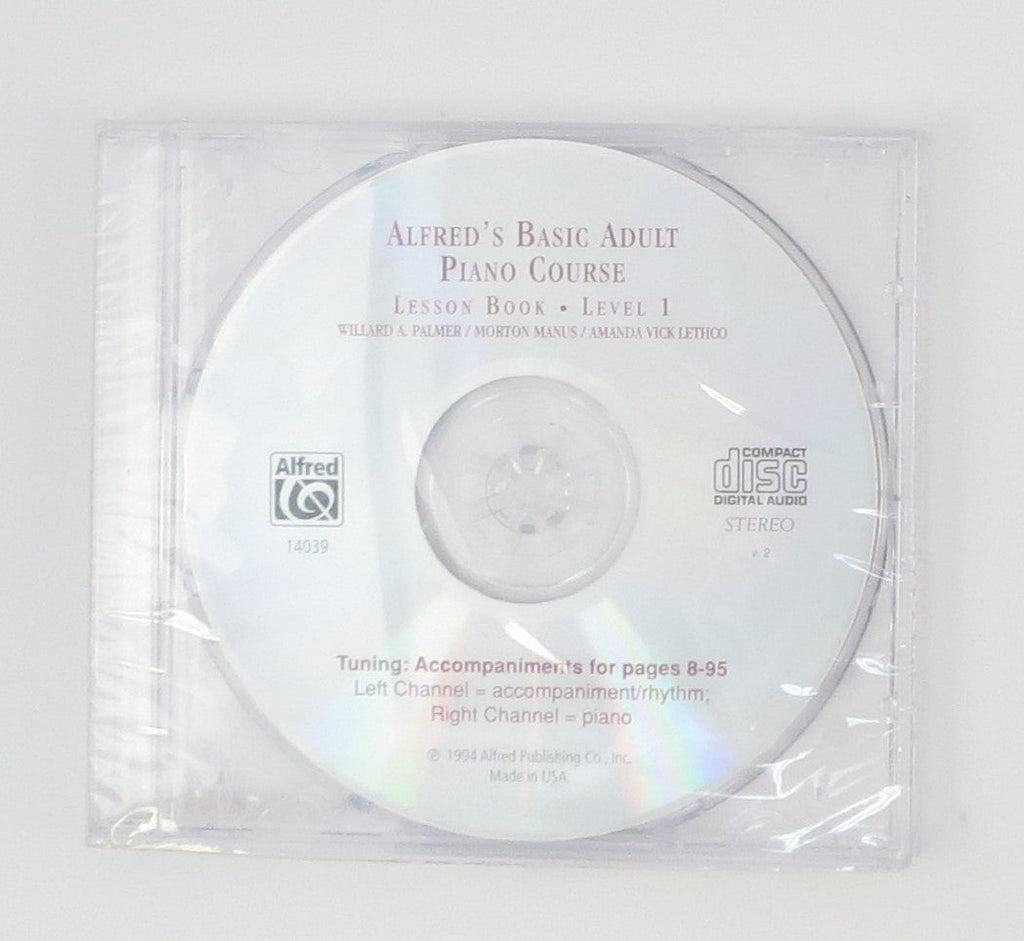 ALFRED'S BASIC ADULT
PIANO COURSE
LESSON BOOK • LEVEL 1
WILLARD A. PALMER / MORTON MANUS / AMANDA VICK LETHCO
Alfred
14039
COMPACT
disc
DIGITAL AUDIO
STEREO
v. 2
Tuning: Accompaniments for pages 8-95
Left Channel = accompaniment/rhythm;
Right Channel = piano
℗ 1994 Alfred Publishing Co., Inc.
Made in USA